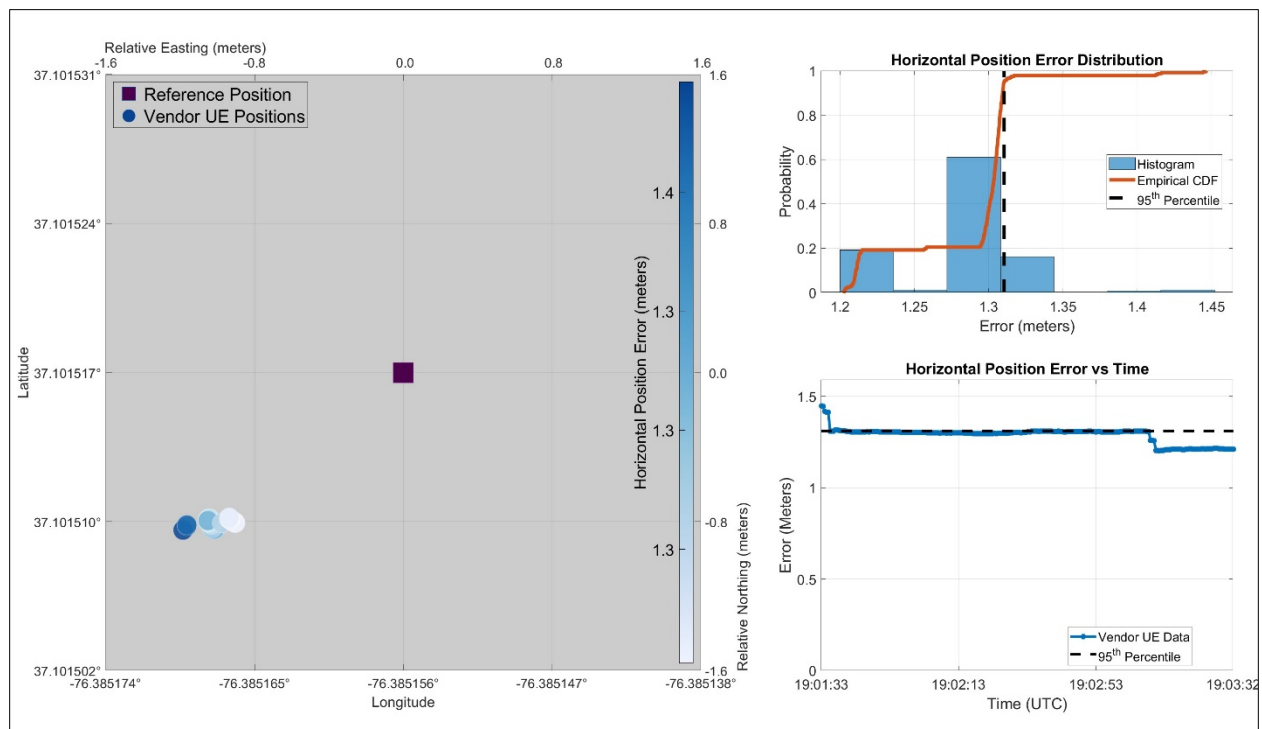 Relative Easting (meters)
-1.6
-0.8
0.0
0.8
1.6
37.101531°
37.101524°
37.101517°
37.101510°
37.101502°
Latitude
Reference Position
Vendor UE Positions
-76.385174°
-76.385165°
-76.385156°
-76.385147°
-76.385138°
Longitude
Horizontal Position Error (meters)
1.4
1.3
1.3
1.3
1.6
0.8
0.0
-0.8
-1.6
Relative Northing (meters)
Horizontal Position Error Distribution
1
0.8
0.6
0.4
0.2
0
Probability
Histogram
Empirical CDF
95th Percentile
1.2
1.25
1.3
1.35
1.4
1.45
Error (meters)
Horizontal Position Error vs Time
1.5
1
0.5
0
Error (Meters)
Vendor UE Data
95th Percentile
19:01:33
19:02:13
19:02:53
19:03:32
Time (UTC)